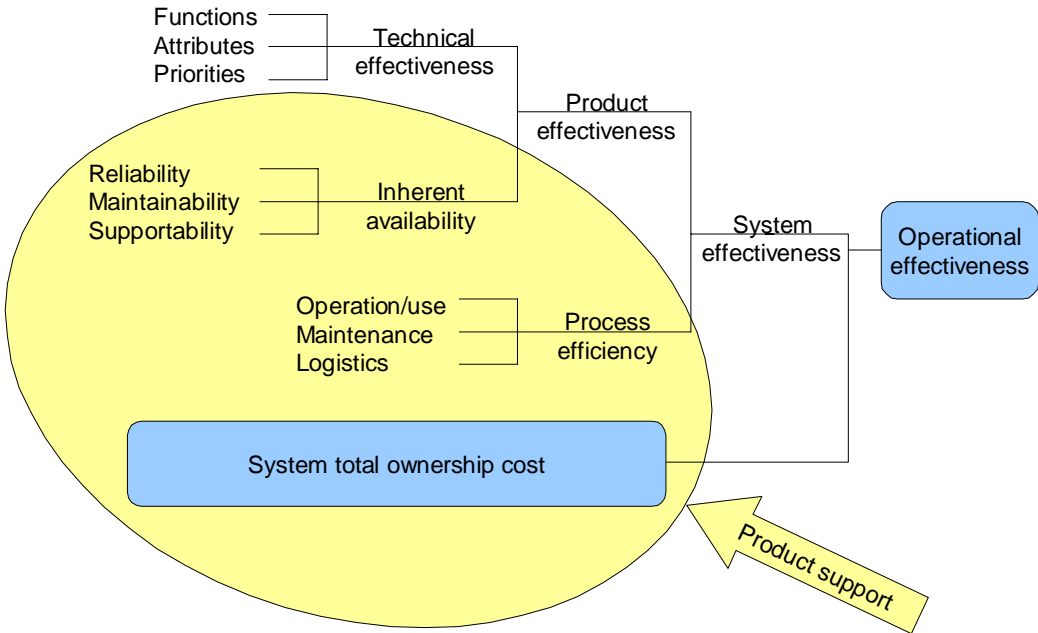 Functions
Attributes
Priorities
Technical
effectiveness
Product
effectiveness
Reliability
Maintainability
Supportability
Inherent
availability
System
effectiveness
Operational
effectiveness
Operation/use
Maintenance
Logistics
Process
efficiency
System total ownership cost
Product support